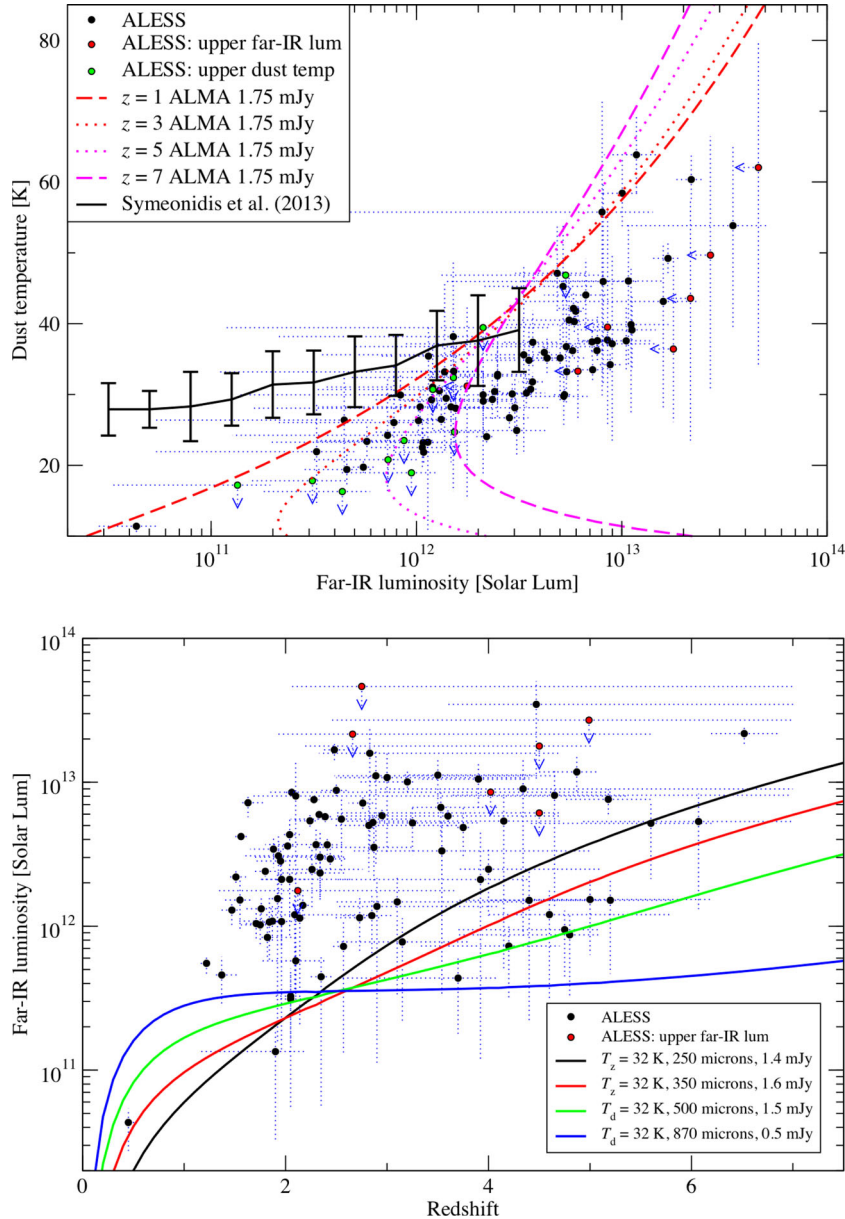 ALESS
ALESS: upper far-IR lum
ALESS: upper dust temp
z = 1 ALMA 1.75 mJy
z = 3 ALMA 1.75 mJy
z = 5 ALMA 1.75 mJy
z = 7 ALMA 1.75 mJy
Symeonidis et al. (2013)
Dust temperature [K]
80
60
40
20
10^11
10^12
10^13
10^14
Far-IR luminosity [Solar Lum]
10^14
10^13
10^12
10^11
Far-IR luminosity [Solar Lum]
ALESS
ALESS: upper far-IR lum
T_z = 32 K, 250 microns, 1.4 mJy
T_z = 32 K, 350 microns, 1.6 mJy
T_d = 32 K, 500 microns, 1.5 mJy
T_d = 32 K, 870 microns, 0.5 mJy
0
2
4
6
Redshift